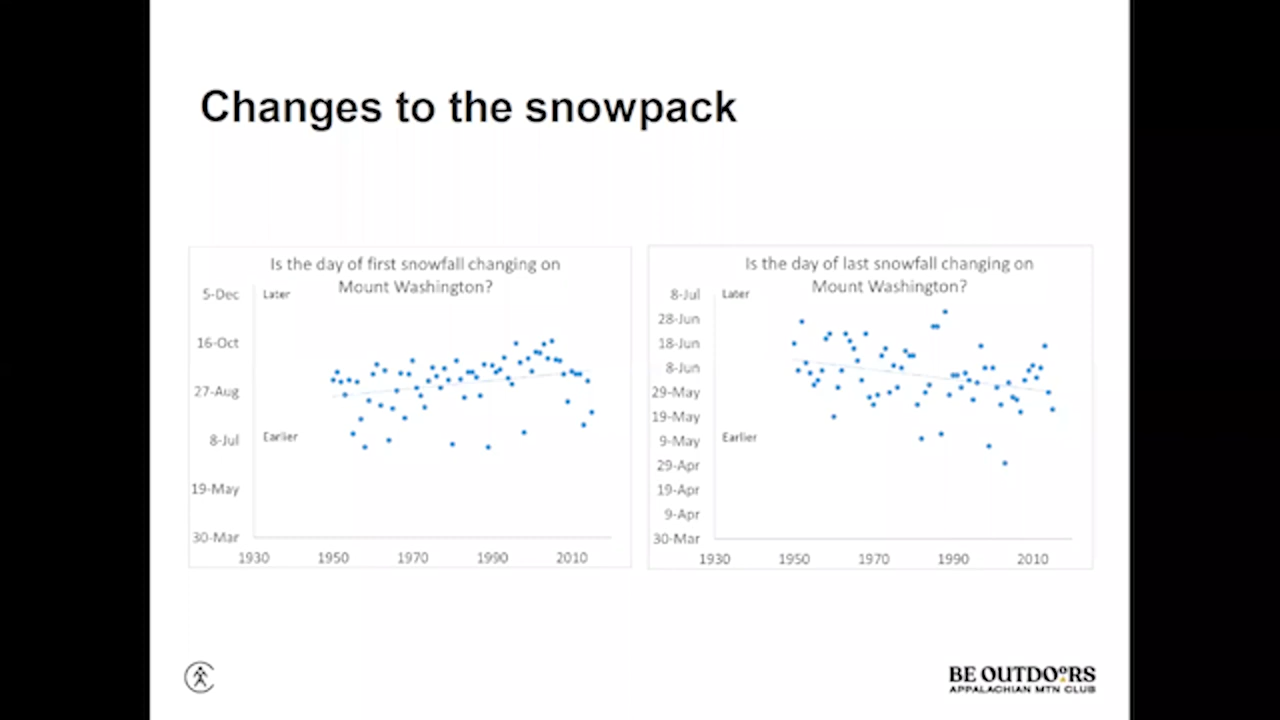 Changes to the snowpack
Is the day of first snowfall changing on
Mount Washington?
5-Dec
Later
16-Oct
27-Aug
8-Jul
Earlier
19-May
30-Mar
1930
1950
1970
1990
2010
Is the day of last snowfall changing on
Mount Washington?
8-Jul
Later
28-Jun
18-Jun
8-Jun
29-May
19-May
9-May
Earlier
29-Apr
19-Apr
9-Apr
30-Mar
1930
1950
1970
1990
2010
BE OUTDOORS
APPALACHIAN MTN CLUB